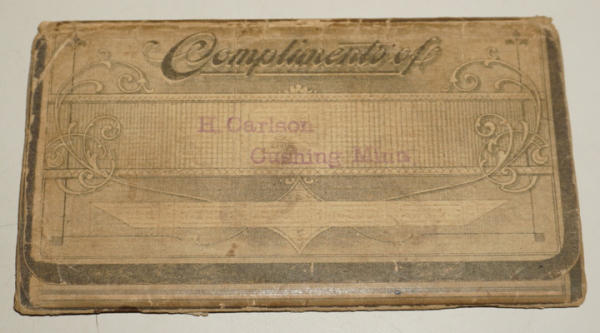 Compliments of
H. Carlson
Cushing Minn